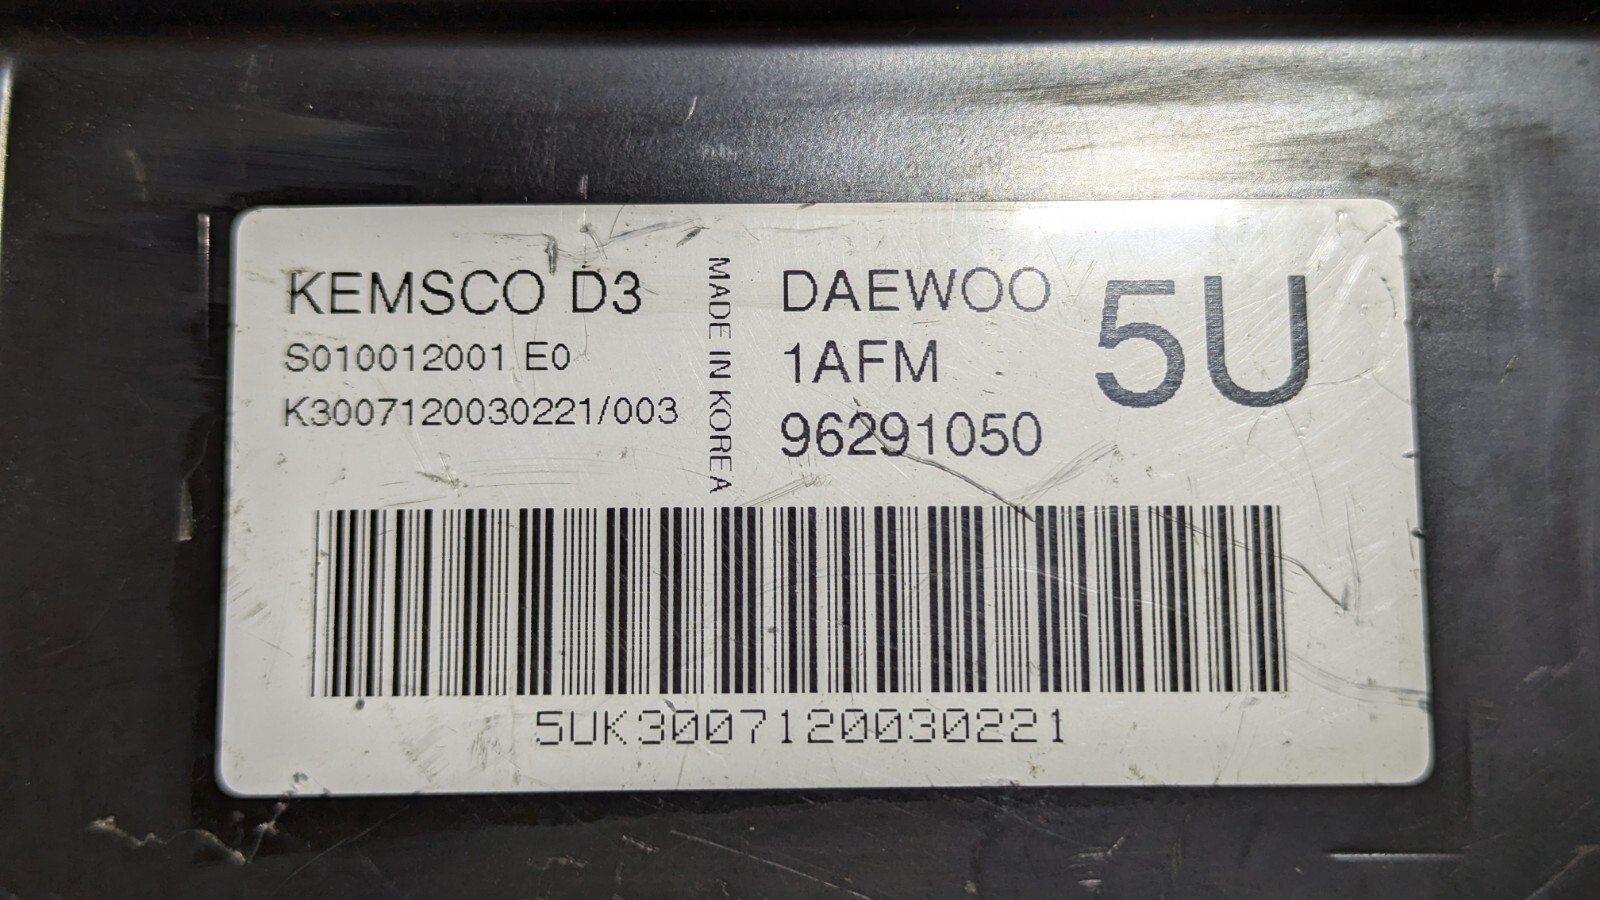 KEMSCO D3
S010012001 E0
K3007120030221/003
MADE IN KOREA
DAEWOO
1AFM
96291050
5U
5UK3007120030221